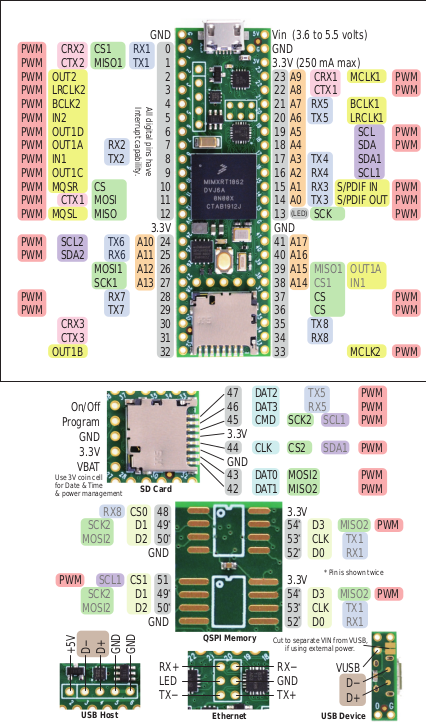 GND Vin (3.6 to 5.5 volts)
PWM CRX2 CS1 RX1 0 GND
PWM CTX2 MISO1 TX1 1 3.3V (250 mA max)
PWM OUT2 2 23 A9 CRX1 MCLK1 PWM
PWM LRCLK2 3 22 A8 CTX1 PWM
PWM BCLK2 4 21 A7 RX5 BCLK1
PWM IN2 5 20 A6 TX5 LRCLK1
PWM OUT1D 6 19 A5 SCL PWM
PWM OUT1A RX2 7 18 A4 SDA PWM
PWM IN1 TX2 8 17 A3 TX4 SDA1
PWM OUT1C 9 16 A2 RX4 SCL1
PWM MQSR CS 10 15 A1 RX3 S/PDIF IN PWM
PWM CTX1 MOSI 11 14 A0 TX3 S/PDIF OUT PWM
PWM MQSL MISO 12 13 (LED) SCK PWM
All digital pins have
Interrupt capability.
MIMXRT1062
DVJ6A
CTAB1912J
3.3V GND
PWM SCL2 TX6 A10 24 41 A17
PWM SDA2 RX6 A11 25 40 A16
MOSI1 A12 26 39 A15 MISO1 OUT1A
SCK1 A13 27 38 A14 CS1 IN1
PWM RX7 28 37 CS PWM
PWM TX7 29 36 CS PWM
CRX3 30 35 TX8
CTX3 31 34 RX8
OUT1B 32 33 MCLK2 PWM
47 DAT2 TX5 PWM
On/Off 46 DAT3 RX5 PWM
Program 45 CMD SCK2 SCL1 PWM
GND 3.3V
3.3V 44 CLK CS2 SDA1 PWM
VBAT GND
Use 3V coin cell
for Date & Time
& power management
43 DAT0 MOSI2 PWM
42 DAT1 MISO2 PWM
SD Card
RX8 CS0 48 3.3V
SCK2 D1 49* 54* D3 MISO2 PWM
MOSI2 D2 50* 53* CLK TX1
GND 52* D0 RX1
* Pin is shown twice
PWM SCL1 CS1 51 3.3V
SCK2 D1 49* 54* D3 MISO2 PWM
MOSI2 D2 50* 53* CLK TX1
GND 52* D0 RX1
QSPI Memory
+5V D− D+ GND GND
USB Host
RX+ RX−
LED GND
TX− TX+
Ethernet
Cut to separate VIN from VUSB,
if using external power.
VUSB
D−
D+
USB Device